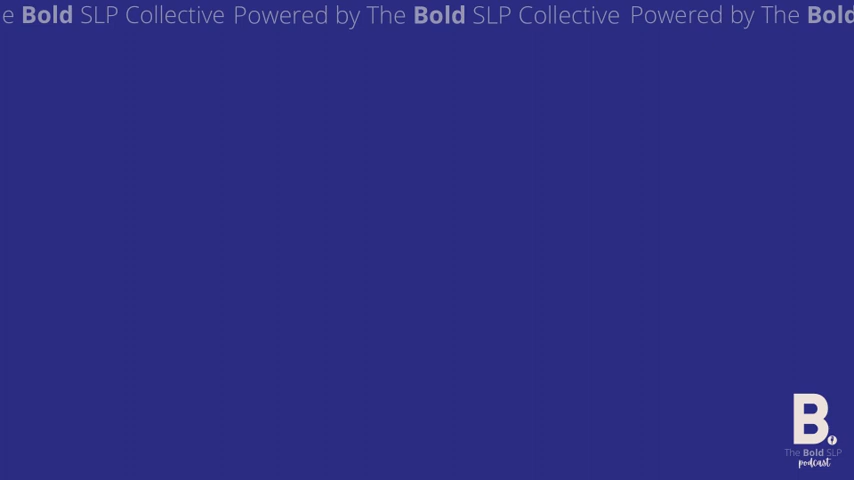 e Bold SLP Collective Powered by The Bold SLP Collective Powered by The Bold
B.
The Bold SLP
podcast